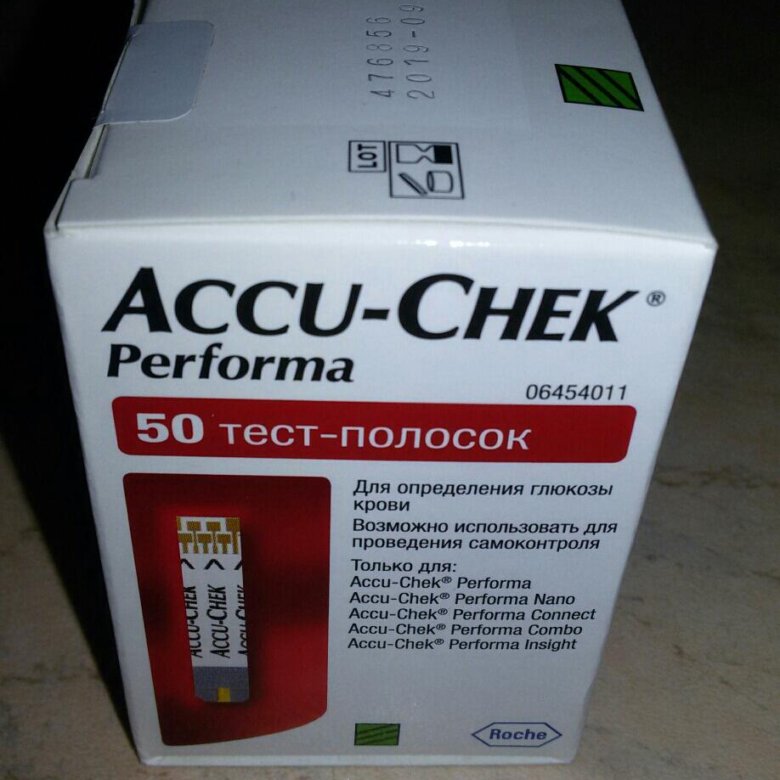 476856
2019-09
LOT
ACCU-CHEK®
Performa
06454011
50 тест-полосок
Для определения глюкозы
крови
Возможно использовать для
проведения самоконтроля
Только для:
Accu-Chek® Performa
Accu-Chek® Performa Nano
Accu-Chek® Performa Connect
Accu-Chek® Performa Combo
Accu-Chek® Performa Insight
ACCU-CHEK
ACCU-CHEK
Roche